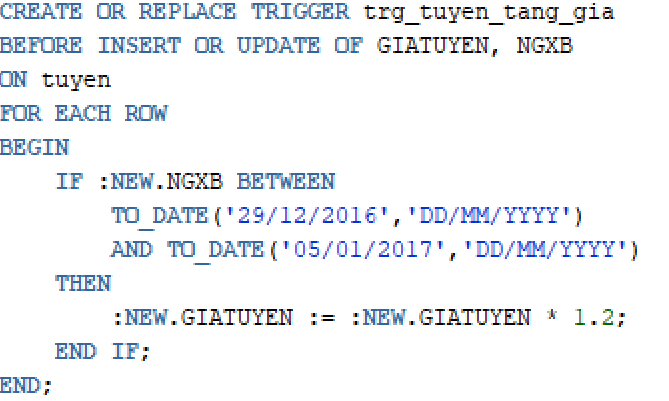 CREATE OR REPLACE TRIGGER trg_tuyen_tang_gia
BEFORE INSERT OR UPDATE OF GIATUYEN, NGXB
ON tuyen
FOR EACH ROW
BEGIN
    IF :NEW.NGXB BETWEEN
        TO_DATE('29/12/2016','DD/MM/YYYY')
        AND TO_DATE('05/01/2017','DD/MM/YYYY')
    THEN
        :NEW.GIATUYEN := :NEW.GIATUYEN * 1.2;
    END IF;
END;